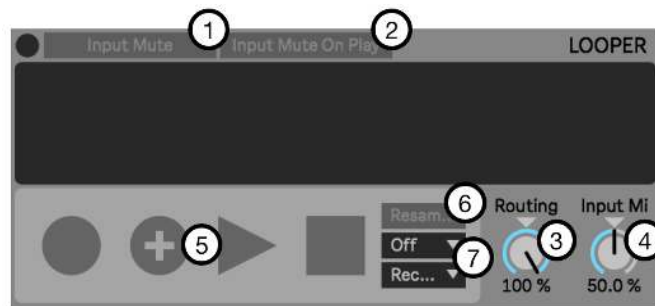 1 2
Input Mute Input Mute On Play LOOPER
Resam... Routing Input Mi
6
5 Off 7 3 4
Rec... 100 % 50.0 %